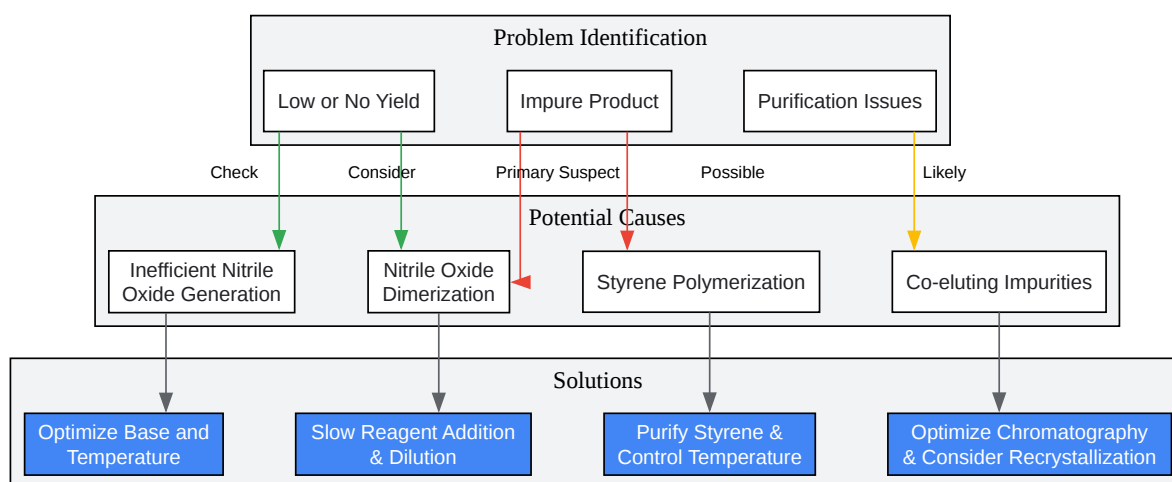 Problem Identification
Low or No Yield
Impure Product
Purification Issues
Check
Consider
Primary Suspect
Possible
Likely
Potential Causes
Inefficient Nitrile
Oxide Generation
Nitrile Oxide
Dimerization
Styrene Polymerization
Co-eluting Impurities
Solutions
Optimize Base and
Temperature
Slow Reagent Addition
& Dilution
Purify Styrene &
Control Temperature
Optimize Chromatography
& Consider Recrystallization